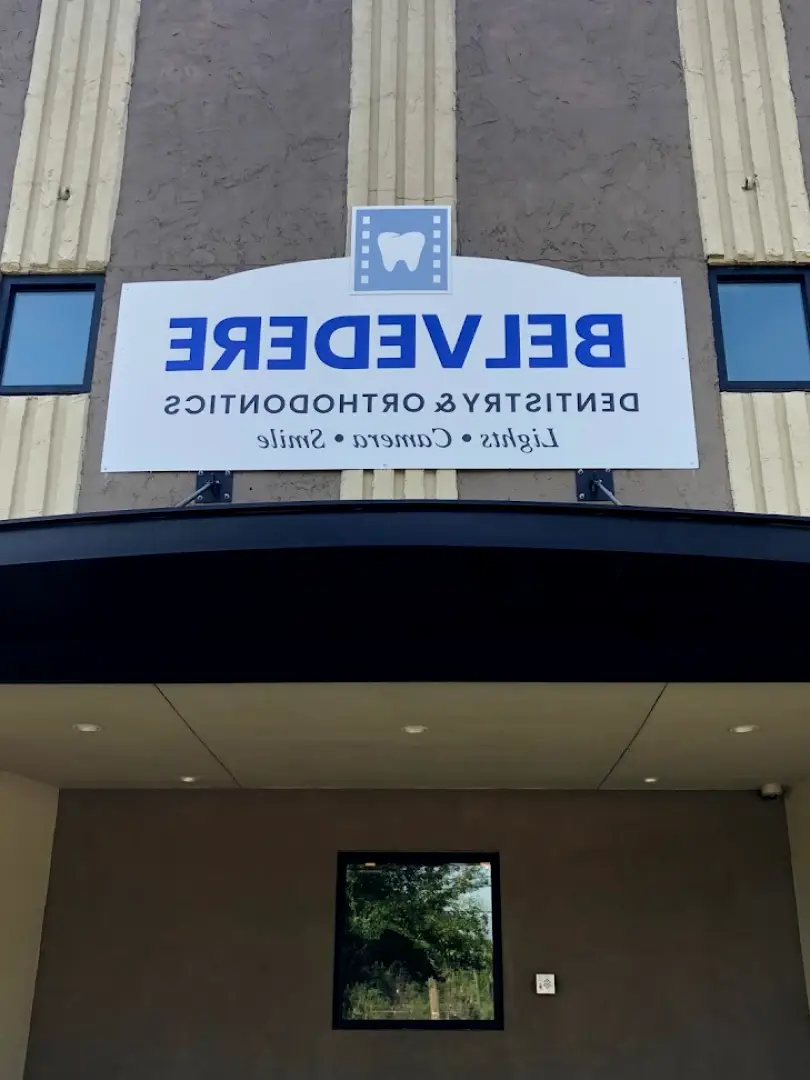 BELVEDERE
DENTISTRY & ORTHODONTICS
Lights • Camera • Smile